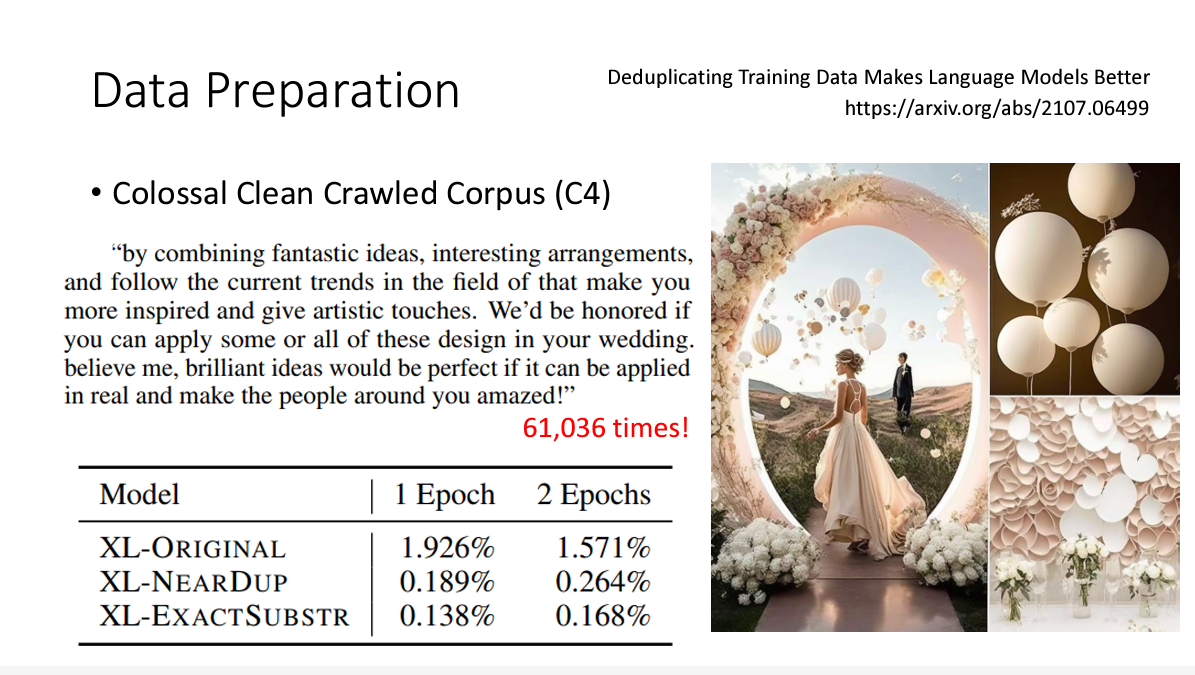 Data Preparation
Deduplicating Training Data Makes Language Models Better
https://arxiv.org/abs/2107.06499
• Colossal Clean Crawled Corpus (C4)
“by combining fantastic ideas, interesting arrangements,
and follow the current trends in the field of that make you
more inspired and give artistic touches. We’d be honored if
you can apply some or all of these design in your wedding.
believe me, brilliant ideas would be perfect if it can be applied
in real and make the people around you amazed!”
61,036 times!
Model 1 Epoch 2 Epochs
XL-ORIGINAL 1.926% 1.571%
XL-NEARDUP 0.189% 0.264%
XL-EXACTSUBSTR 0.138% 0.168%